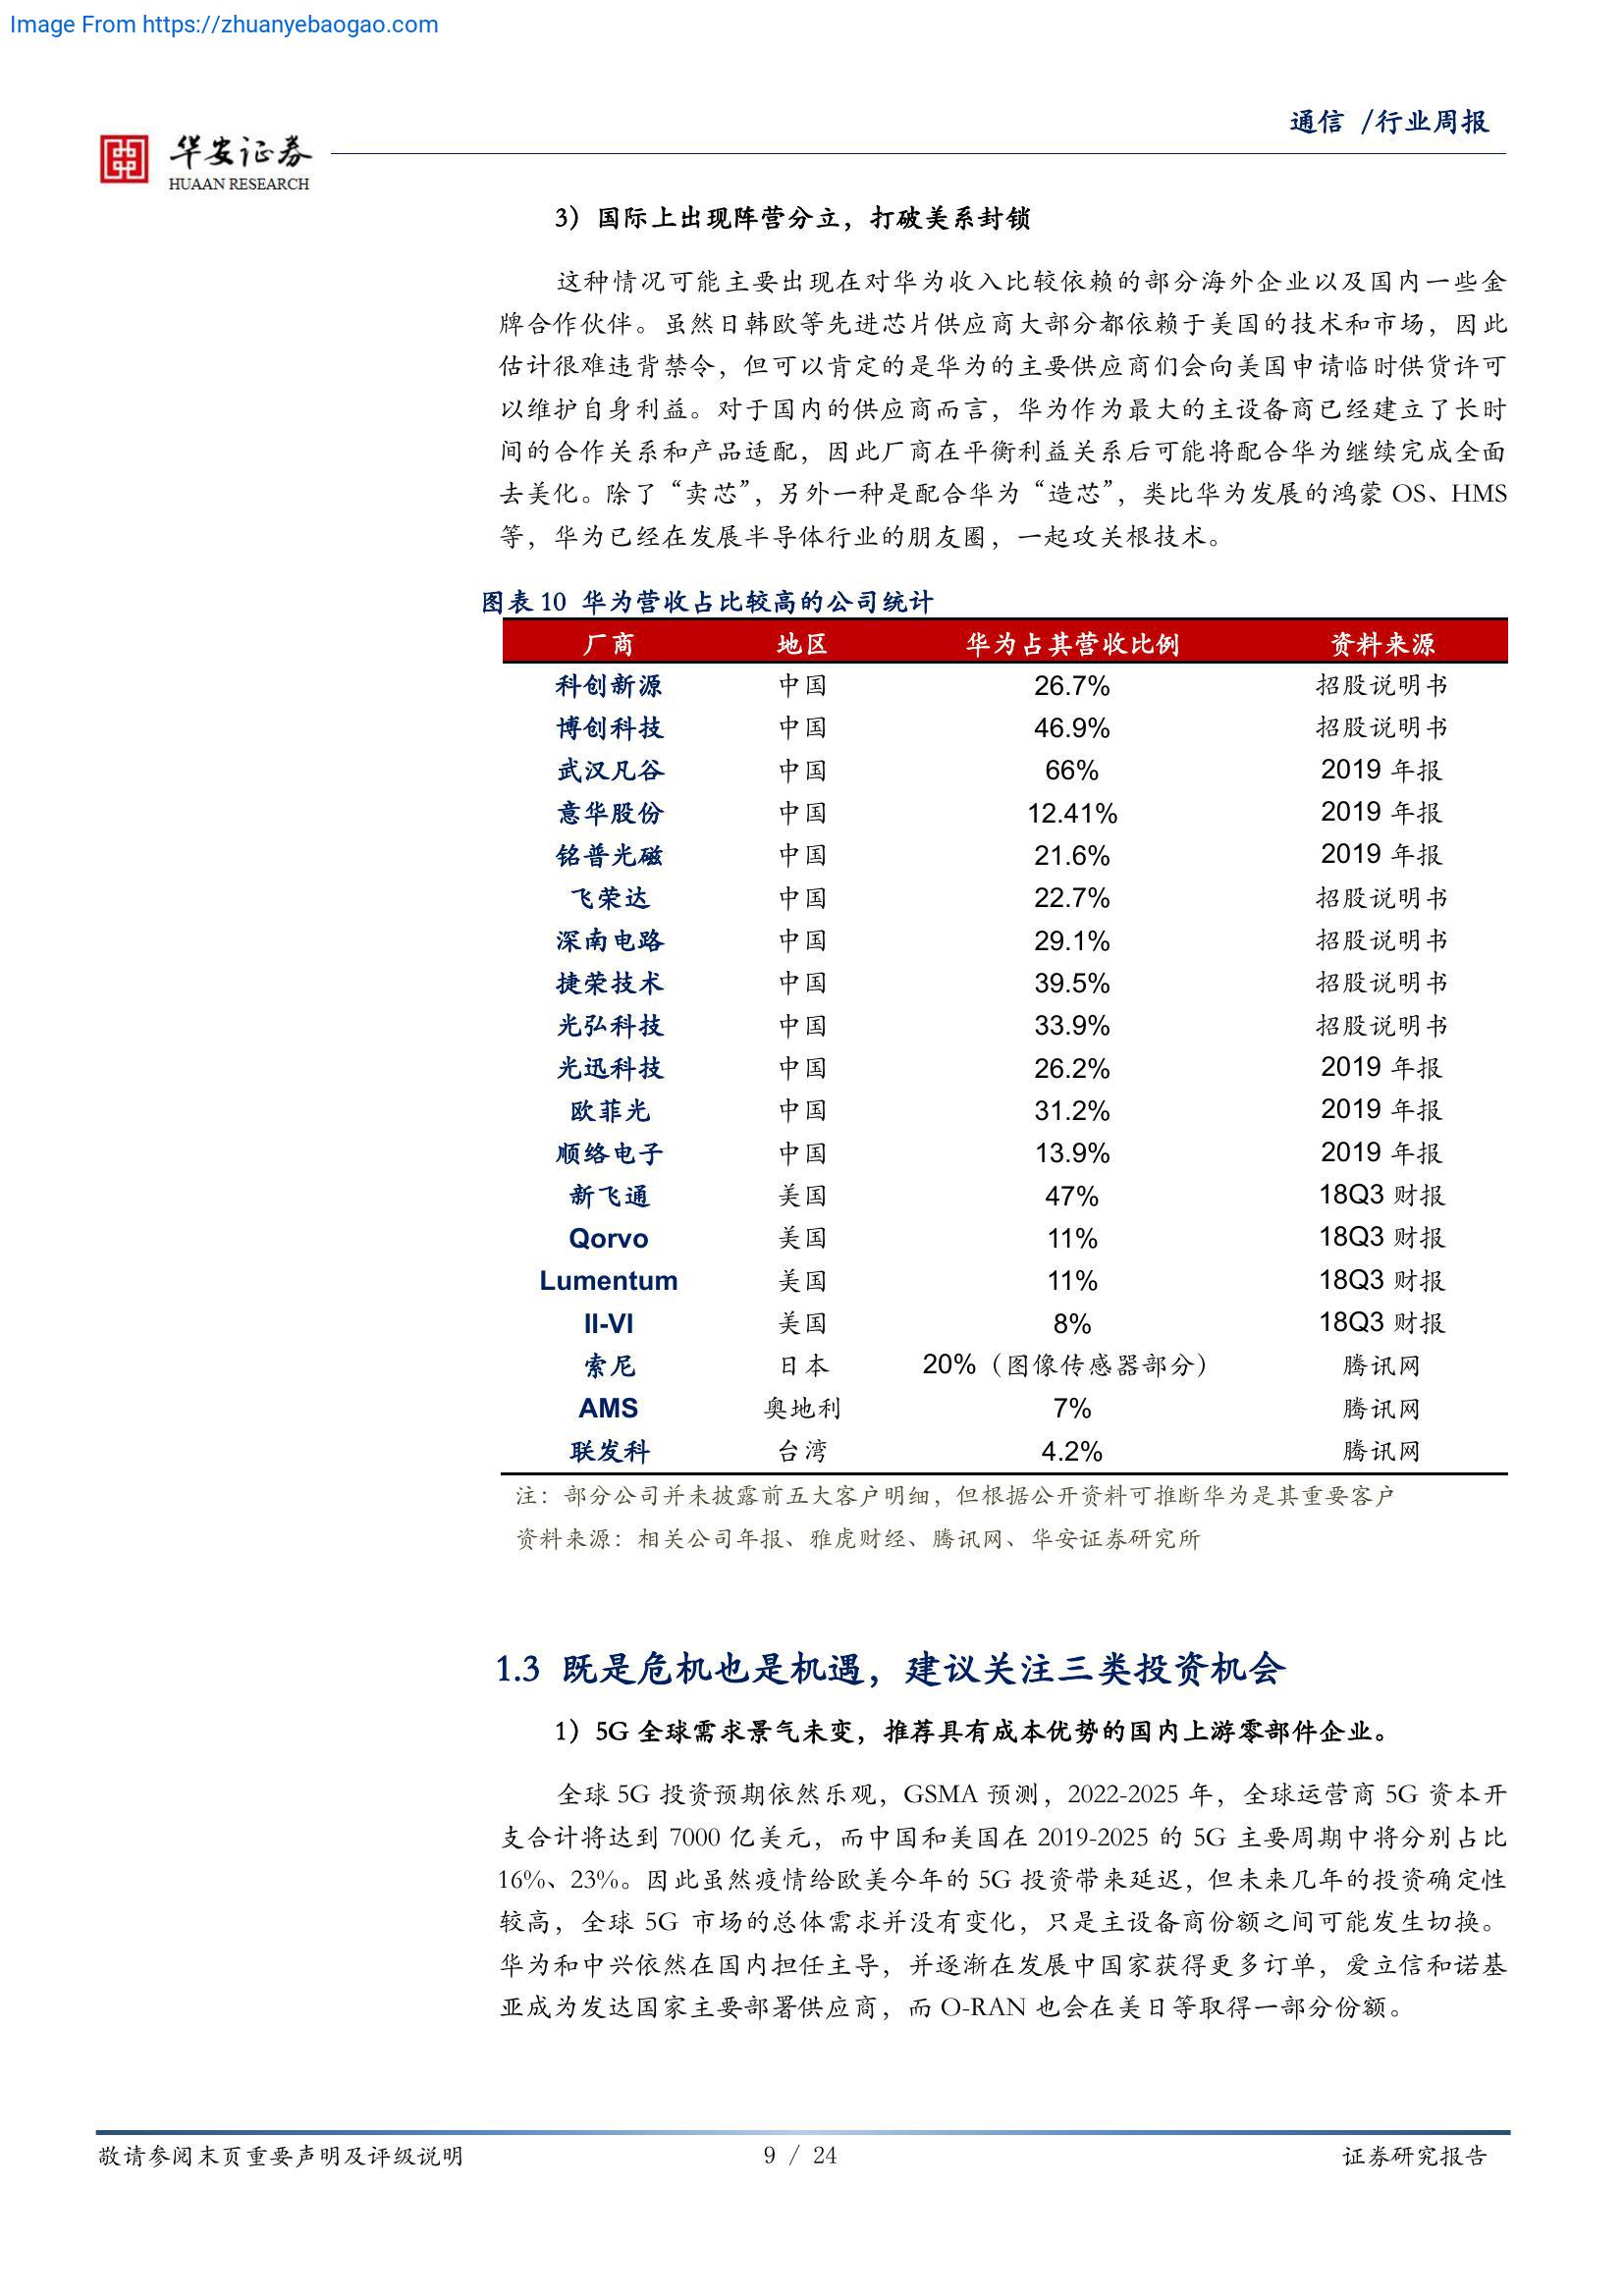 Image From https://zhuanyebaogao.com
通信 /行业周报
华安证券
HUAAN RESEARCH
3）国际上出现阵营分立，打破美系封锁
这种情况可能主要出现在对华为收入比较依赖的部分海外企业以及国内一些金
牌合作伙伴。虽然日韩欧等先进芯片供应商大部分都依赖于美国的技术和市场，因此
估计很难违背禁令，但可以肯定的是华为的主要供应商们会向美国申请临时供货许可
以维护自身利益。对于国内的供应商而言，华为作为最大的主设备商已经建立了长时
间的合作关系和产品适配，因此厂商在平衡利益关系后可能将配合华为继续完成全面
去美化。除了“卖芯”，另外一种是配合华为“造芯”，类比华为发展的鸿蒙 OS、HMS
等，华为已经在发展半导体行业的朋友圈，一起攻关根技术。
图表 10 华为营收占比较高的公司统计
厂商 地区 华为占其营收比例 资料来源
科创新源 中国 26.7% 招股说明书
博创科技 中国 46.9% 招股说明书
武汉凡谷 中国 66% 2019 年报
意华股份 中国 12.41% 2019 年报
铭普光磁 中国 21.6% 2019 年报
飞荣达 中国 22.7% 招股说明书
深南电路 中国 29.1% 招股说明书
捷荣技术 中国 39.5% 招股说明书
光弘科技 中国 33.9% 招股说明书
光迅科技 中国 26.2% 2019 年报
欧菲光 中国 31.2% 2019 年报
顺络电子 中国 13.9% 2019 年报
新飞通 美国 47% 18Q3 财报
Qorvo 美国 11% 18Q3 财报
Lumentum 美国 11% 18Q3 财报
II-VI 美国 8% 18Q3 财报
索尼 日本 20%（图像传感器部分） 腾讯网
AMS 奥地利 7% 腾讯网
联发科 台湾 4.2% 腾讯网
注：部分公司并未披露前五大客户明细，但根据公开资料可推断华为是其重要客户
资料来源：相关公司年报、雅虎财经、腾讯网、华安证券研究所
1.3 既是危机也是机遇，建议关注三类投资机会
1）5G 全球需求景气未变，推荐具有成本优势的国内上游零部件企业。
全球 5G 投资预期依然乐观，GSMA 预测，2022-2025 年，全球运营商 5G 资本开
支合计将达到 7000 亿美元，而中国和美国在 2019-2025 的 5G 主要周期中将分别占比
16%、23%。因此虽然疫情给欧美今年的 5G 投资带来延迟，但未来几年的投资确定性
较高，全球 5G 市场的总体需求并没有变化，只是主设备商份额之间可能发生切换。
华为和中兴依然在国内担任主导，并逐渐在发展中国家获得更多订单，爱立信和诺基
亚成为发达国家主要部署供应商，而 O-RAN 也会在美日等取得一部分份额。
敬请参阅末页重要声明及评级说明 9 / 24 证券研究报告